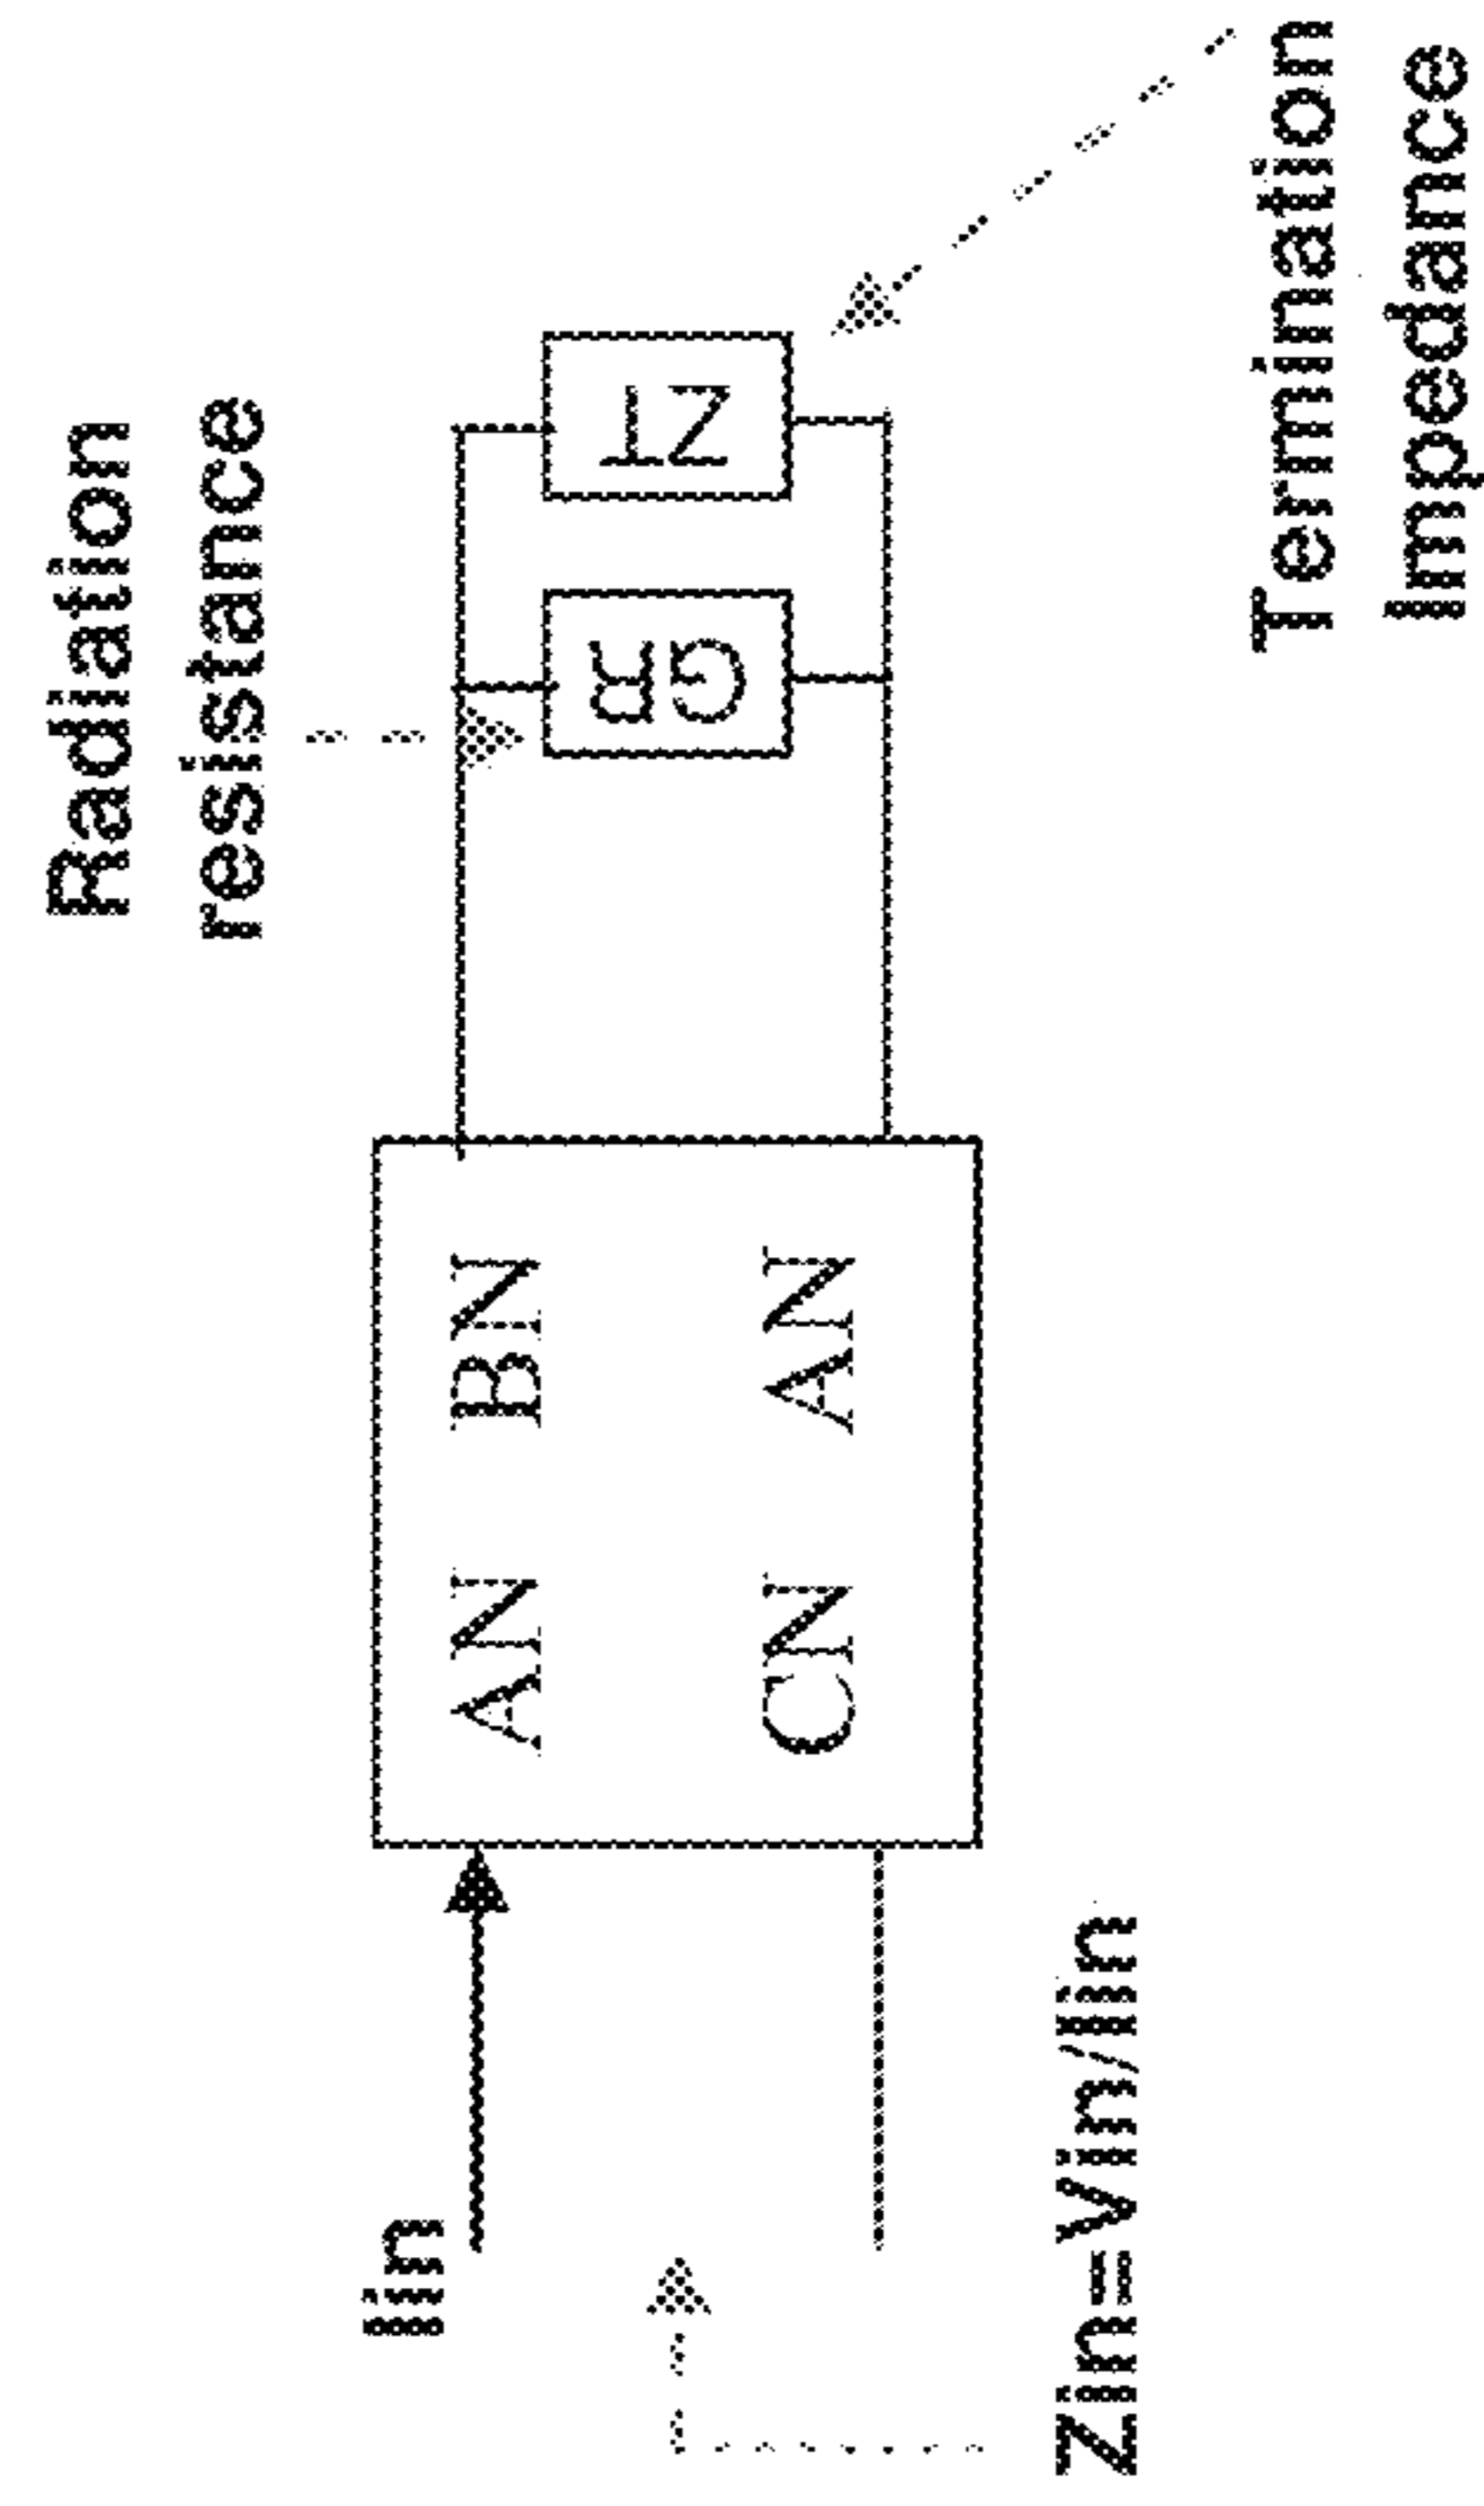 Radiation
resistance
Iin
AN BN
GR
ZT
CN AN
Zin=Vin/Iin
Termination
Impedance